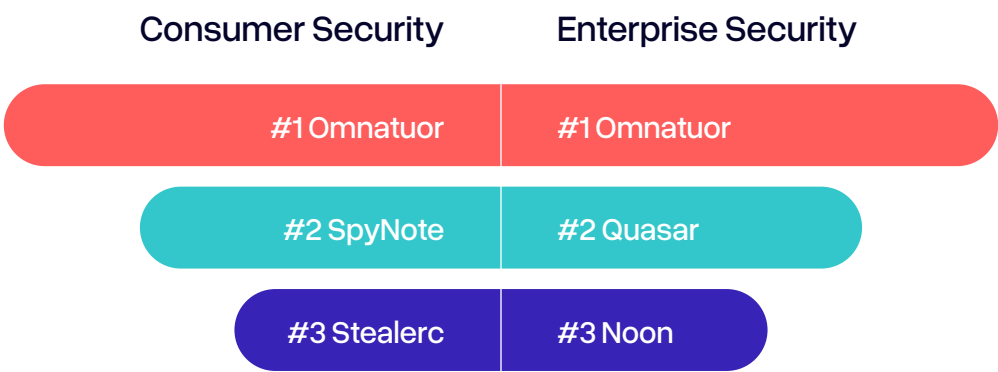 Consumer Security Enterprise Security
#1 Omnatuor #1 Omnatuor
#2 SpyNote #2 Quasar
#3 Stealerc #3 Noon